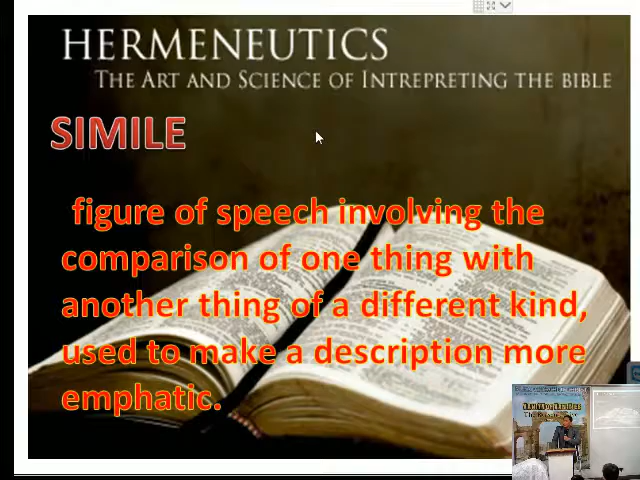 HERMENEUTICS
THE ART AND SCIENCE OF INTREPRETING THE BIBLE
SIMILE
figure of speech involving the
comparison of one thing with
another thing of a different kind,
used to make a description more
emphatic.